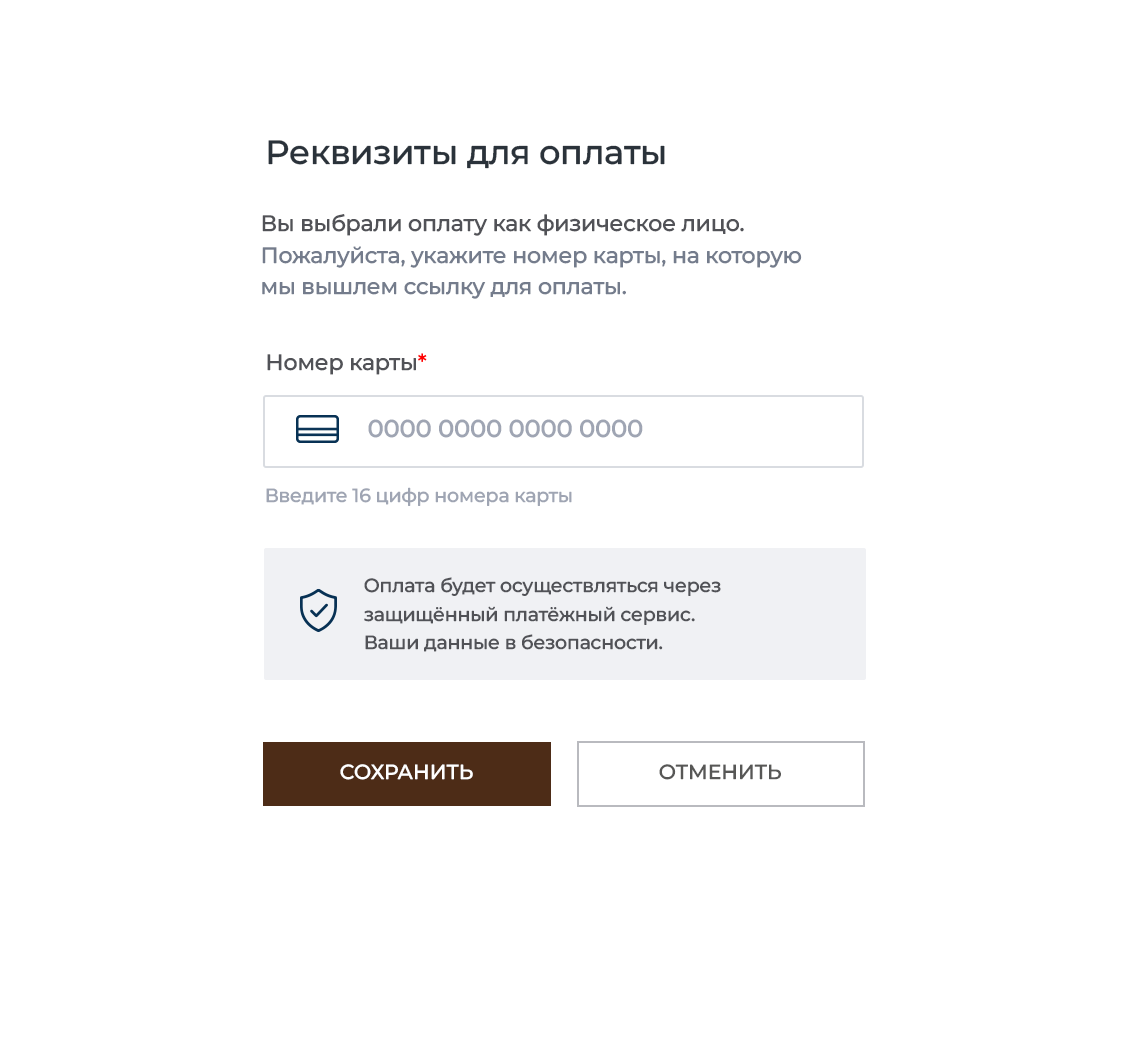 Реквизиты для оплаты
Вы выбрали оплату как физическое лицо.
Пожалуйста, укажите номер карты, на которую
мы вышлем ссылку для оплаты.
Номер карты*
0000 0000 0000 0000
Введите 16 цифр номера карты
Оплата будет осуществляться через
защищённый платёжный сервис.
Ваши данные в безопасности.
СОХРАНИТЬ
ОТМЕНИТЬ